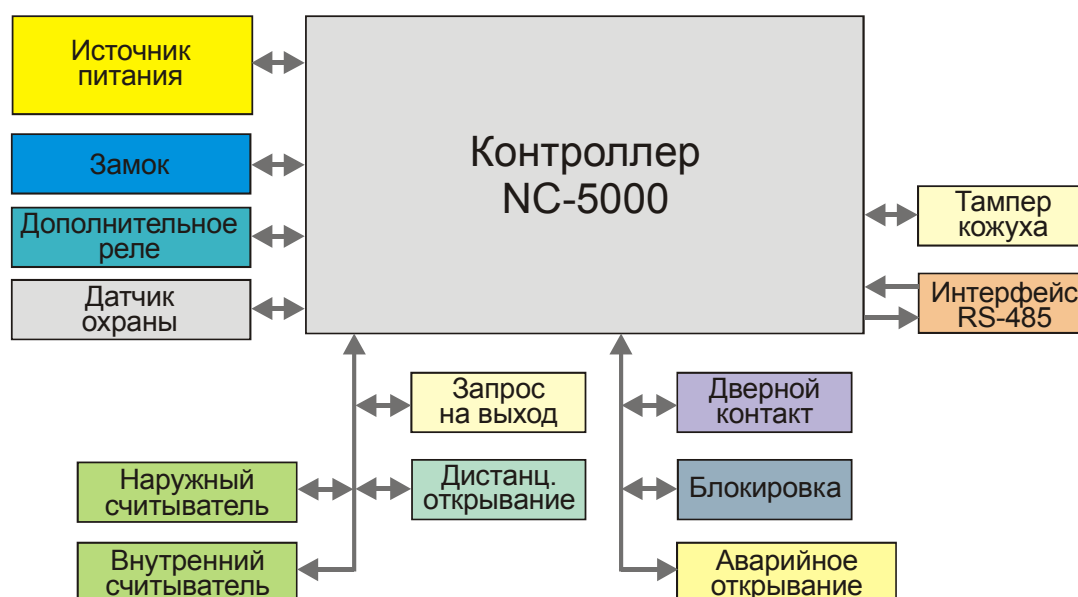 Источник
питания
Контроллер
NC-5000
Замок
Дополнительное
реле
Датчик
охраны
Тампер
кожуха
Интерфейс
RS-485
Запрос
на выход
Дверной
контакт
Наружный
считыватель
Дистанц.
открывание
Блокировка
Внутренний
считыватель
Аварийное
открывание